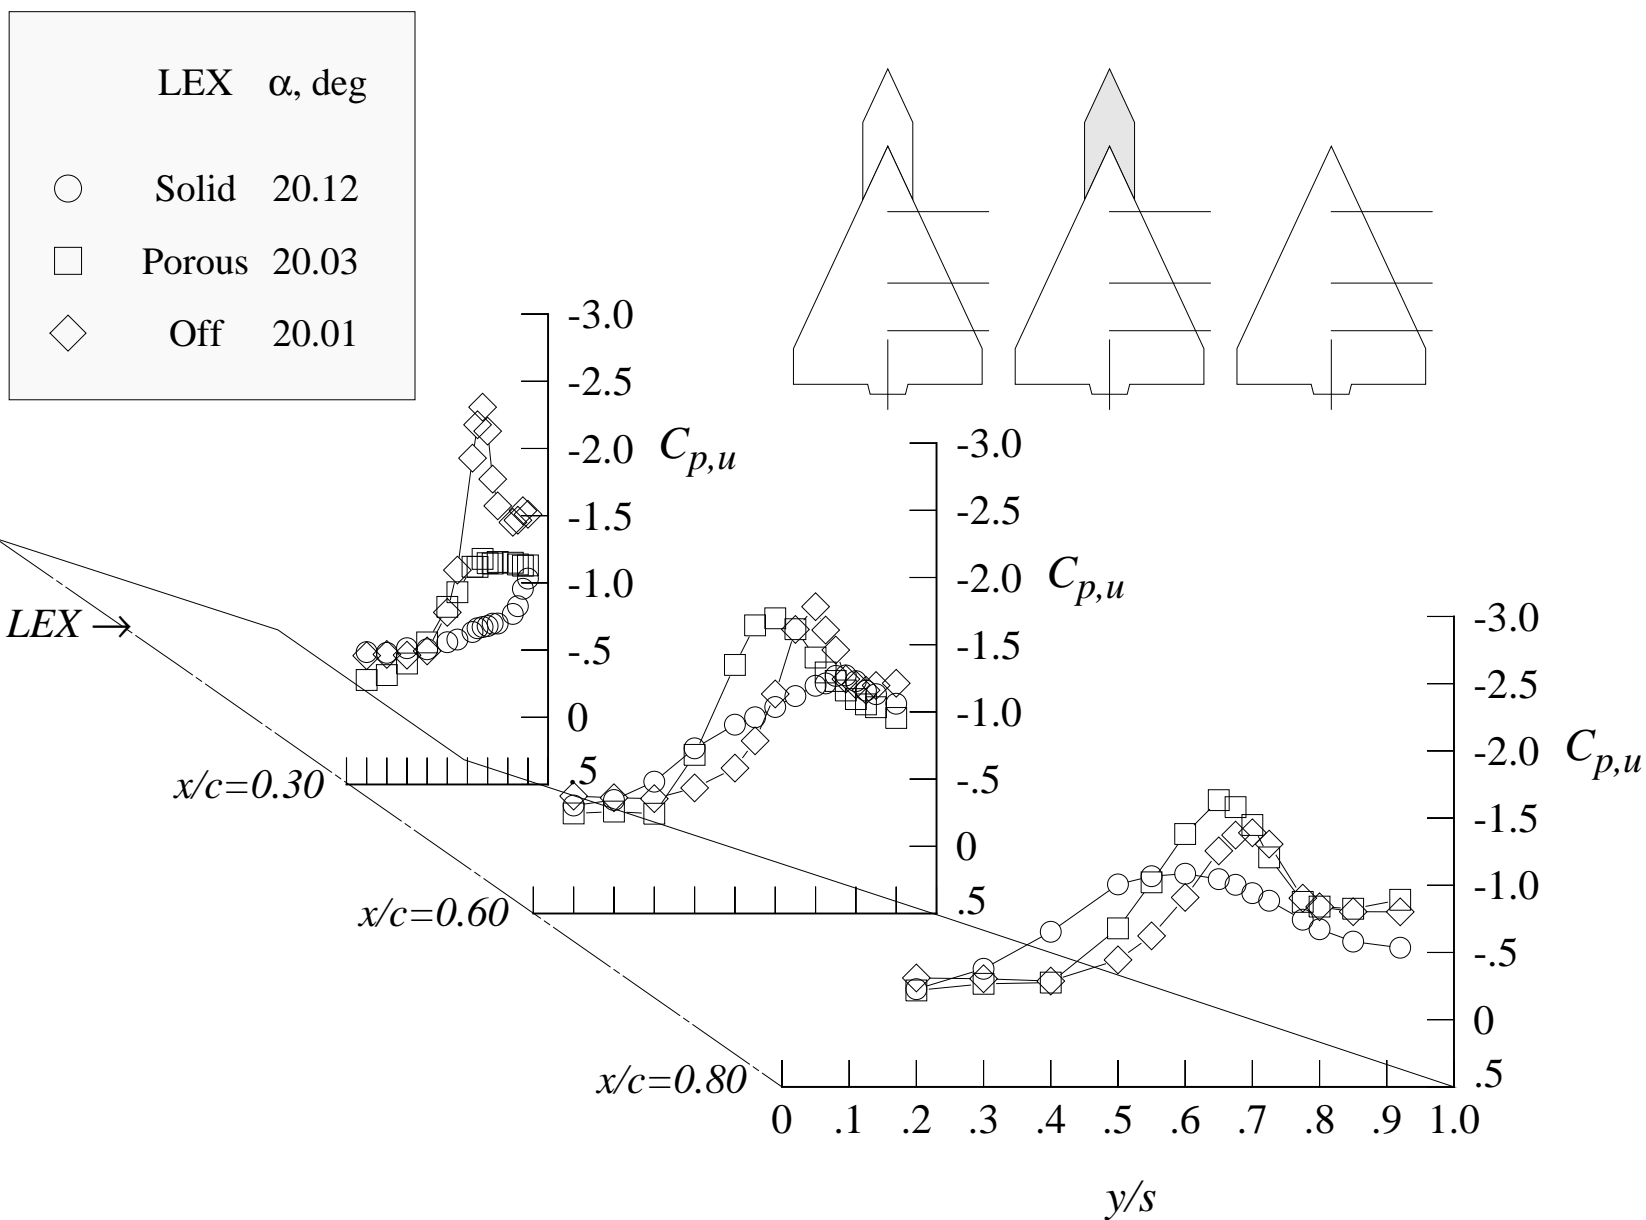 LEX α, deg
Solid 20.12
Porous 20.03
Off 20.01
-3.0
-2.5
-2.0
-1.5
-1.0
-.5
0
.5
Cp,u
LEX →
x/c=0.30
-3.0
-2.5
-2.0
-1.5
-1.0
-.5
0
.5
Cp,u
x/c=0.60
-3.0
-2.5
-2.0
-1.5
-1.0
-.5
0
.5
Cp,u
x/c=0.80
0 .1 .2 .3 .4 .5 .6 .7 .8 .9 1.0
y/s